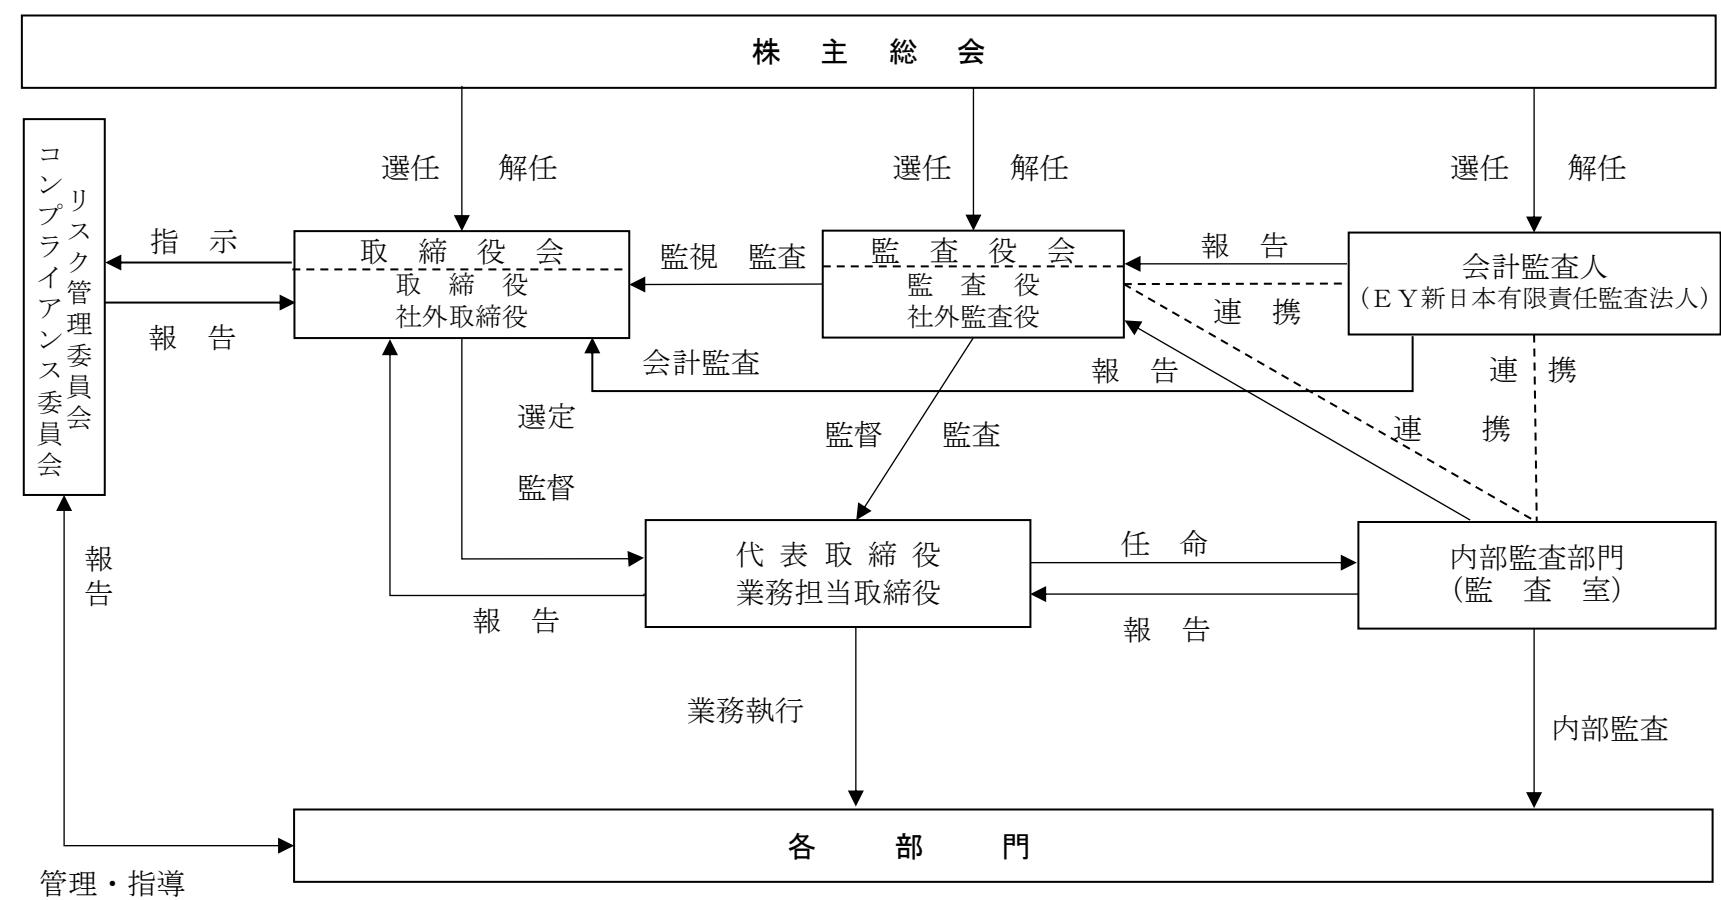 株 主 総 会
選任 解任
選任 解任
選任 解任
コンプライアンス委員会
リスク管理委員会
指 示
報 告
取 締 役 会
取 締 役
社外取締役
監視 監査
監 査 役 会
監 査 役
社外監査役
報 告
連 携
会計監査人
(EY新日本有限責任監査法人)
会計監査
報 告
連 携
連 携
選定
監督
監督 監査
報告
代 表 取 締 役
業務担当取締役
任 命
報 告
報 告
内部監査部門
(監 査 室)
業務執行
内部監査
各 部 門
管理・指導